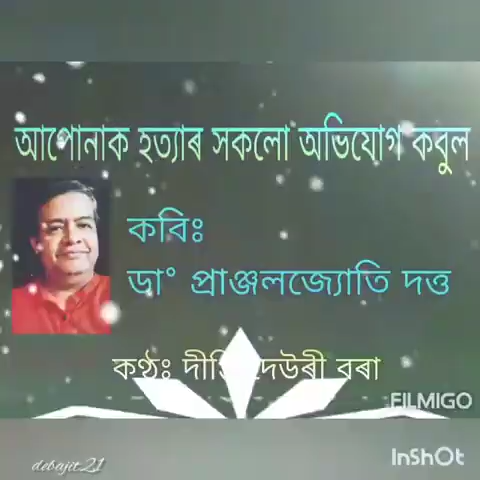 আপোনাক হত্যাৰ সকলো অভিযোগ কবুল
কবিঃ
ডা° প্ৰাঞ্জলজ্যোতি দত্ত
কণ্ঠঃ দেউৰী বৰা
FILMIGO
InShOt
debajit21